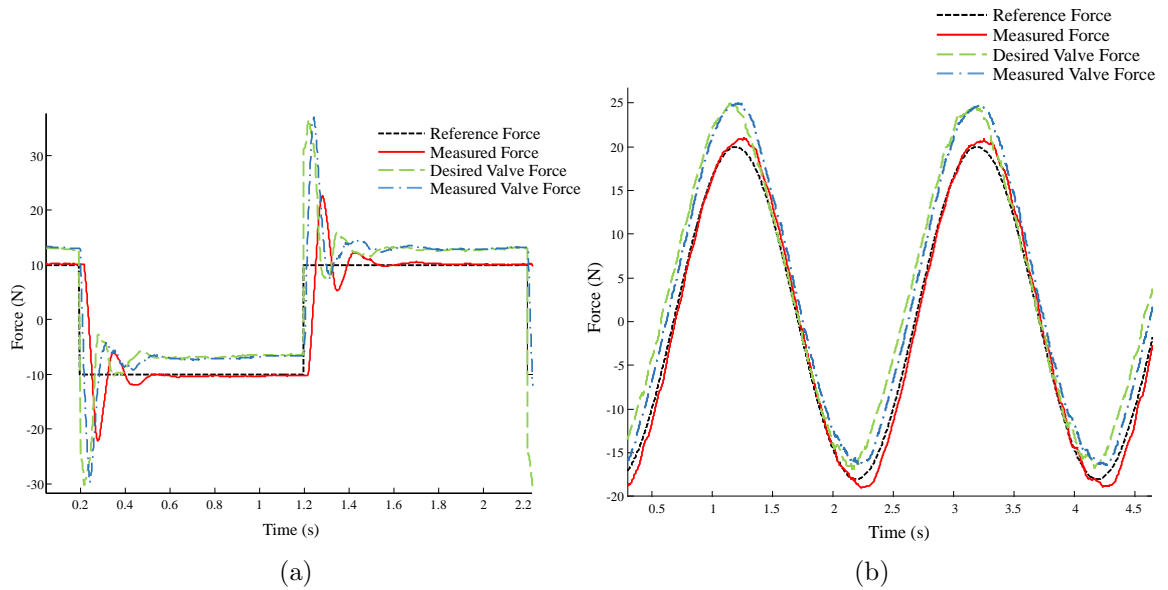 Reference Force
Measured Force
Desired Valve Force
Measured Valve Force
30
20
10
0
-10
-20
-30
Force (N)
0.2 0.4 0.6 0.8 1 1.2 1.4 1.6 1.8 2 2.2
Time (s)
(a)
Reference Force
Measured Force
Desired Valve Force
Measured Valve Force
25
20
15
10
5
0
-5
-10
-15
-20
Force (N)
0.5 1 1.5 2 2.5 3 3.5 4 4.5
Time (s)
(b)